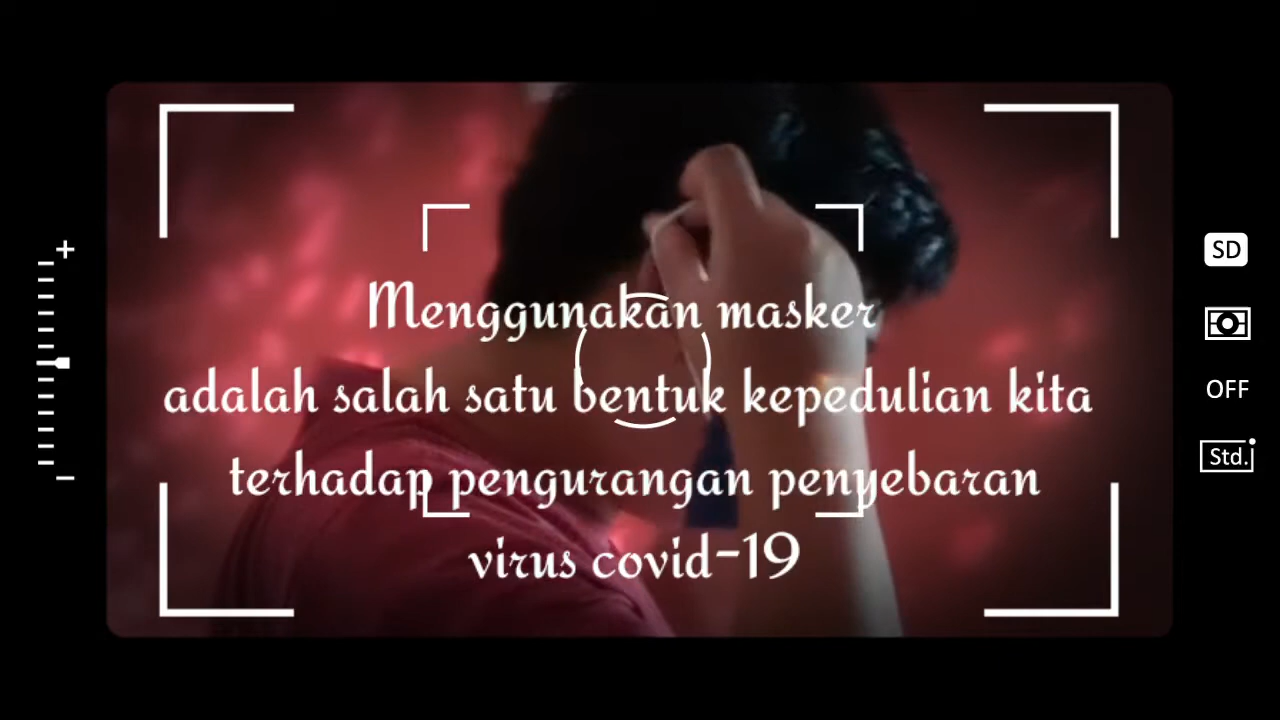 Menggunakan masker
adalah salah satu bentuk kepedulian kita
terhadap pengurangan penyebaran
virus covid-19
+
-
SD
OFF
Std.